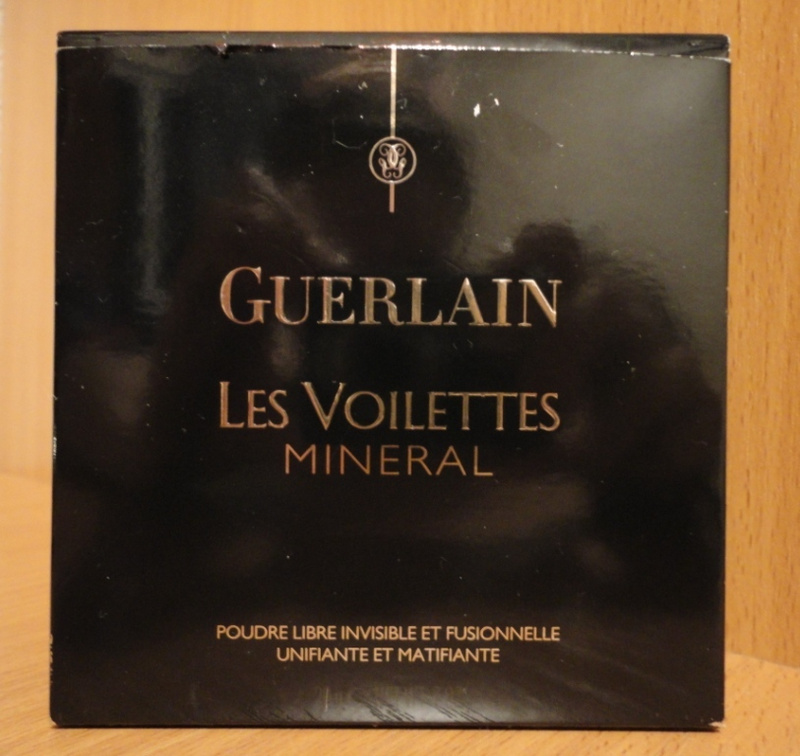 GUERLAIN
LES VOILETTES
MINERAL
POUDRE LIBRE INVISIBLE ET FUSIONNELLE
UNIFIANTE ET MATIFIANTE